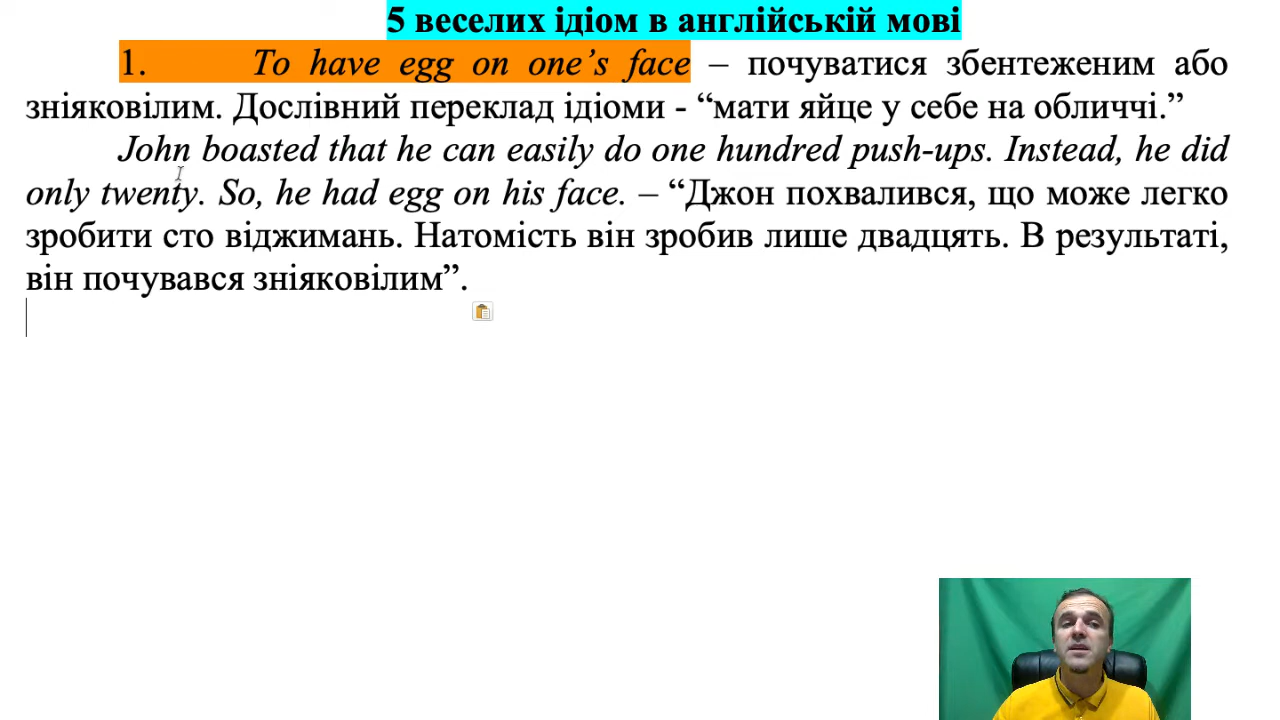 5 веселих ідіом в англійській мові
1. To have egg on one’s face – почуватися збентеженим або
зніяковілим. Дослівний переклад ідіоми - “мати яйце у себе на обличчі.”
John boasted that he can easily do one hundred push-ups. Instead, he did
only twenty. So, he had egg on his face. – “Джон похвалився, що може легко
зробити сто віджимань. Натомість він зробив лише двадцять. В результаті,
він почувався зніяковілим”.